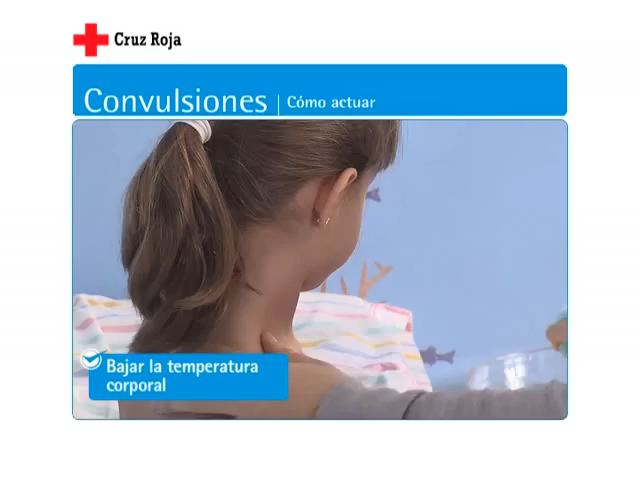 Cruz Roja
Convulsiones | Cómo actuar
Bajar la temperatura
corporal